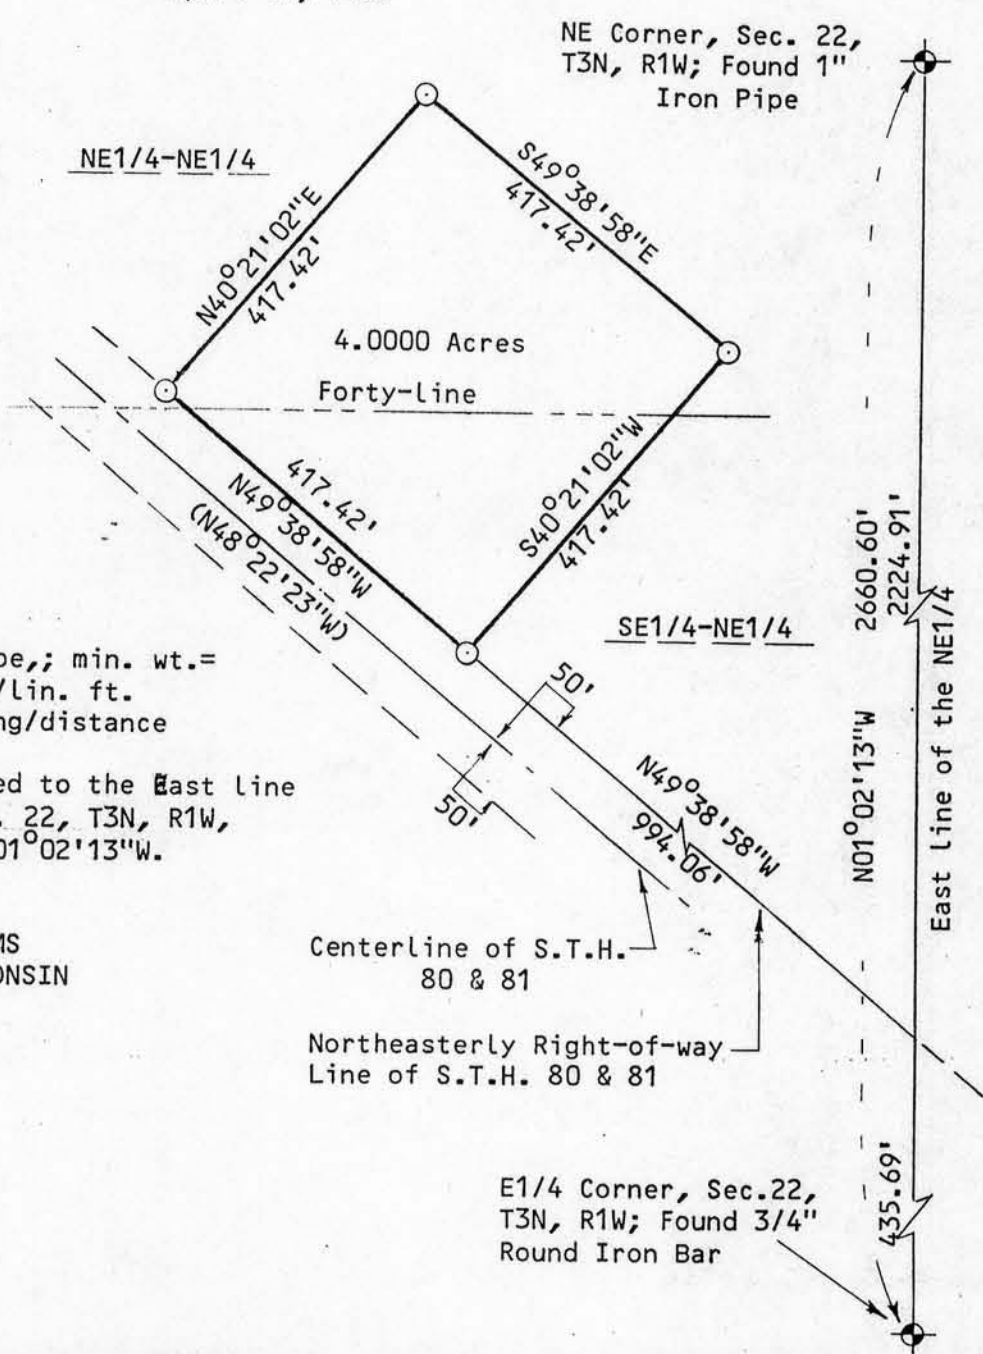 NE Corner, Sec. 22,
T3N, R1W; Found 1"
Iron Pipe
NE1/4-NE1/4
S49°38'58"E
417.42'
N40°21'02"E
417.42'
4.0000 Acres
Forty-line
417.42'
N49°38'58"W
(N48°22'23"W)
S40°21'02"W
417.42'
2660.60'
2224.91'
N01°02'13"W
East line of the NE1/4
SE1/4-NE1/4
pe,; min. wt.=
/lin. ft.
ng/distance
50'
ed to the East line
. 22, T3N, R1W,
01°02'13"W.
50'
N49°38'58"W
994.06'
MS
ONSIN
Centerline of S.T.H.
80 & 81
Northeasterly Right-of-way
Line of S.T.H. 80 & 81
435.69'
E1/4 Corner, Sec.22,
T3N, R1W; Found 3/4"
Round Iron Bar